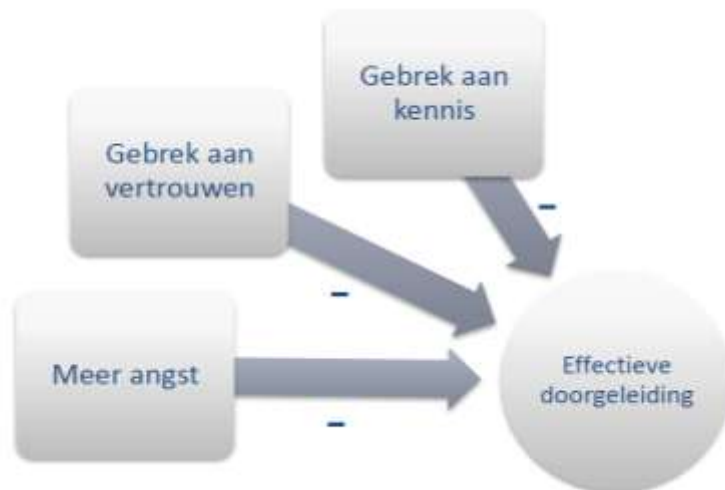 Gebrek aan
kennis
–
Gebrek aan
vertrouwen
–
Meer angst
–
Effectieve
doorgeleiding